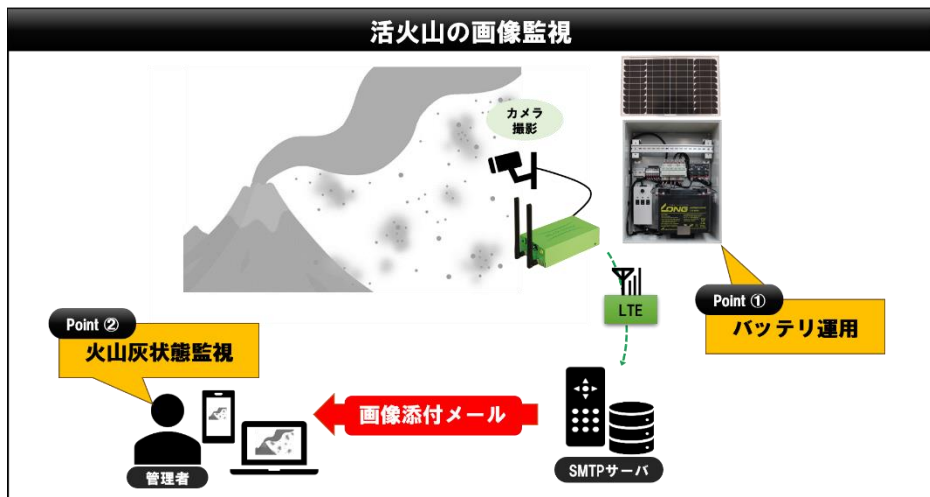 活火山の画像監視
カメラ
撮影
LONG
LTE
Point ①
バッテリ運用
Point ②
火山灰状態監視
画像添付メール
管理者
SMTPサーバ